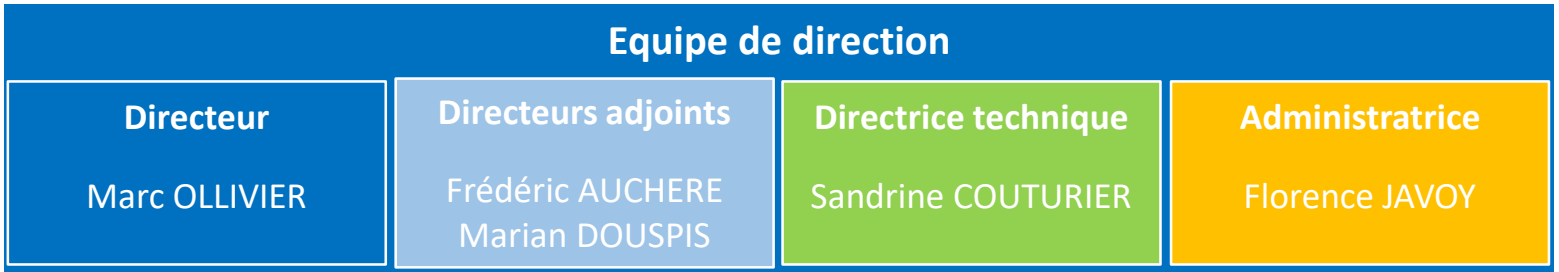 Equipe de direction
Directeur
Marc OLLIVIER
Directeurs adjoints
Frédéric AUCHERE
Marian DOUSPIS
Directrice technique
Sandrine COUTURIER
Administratrice
Florence JAVOY